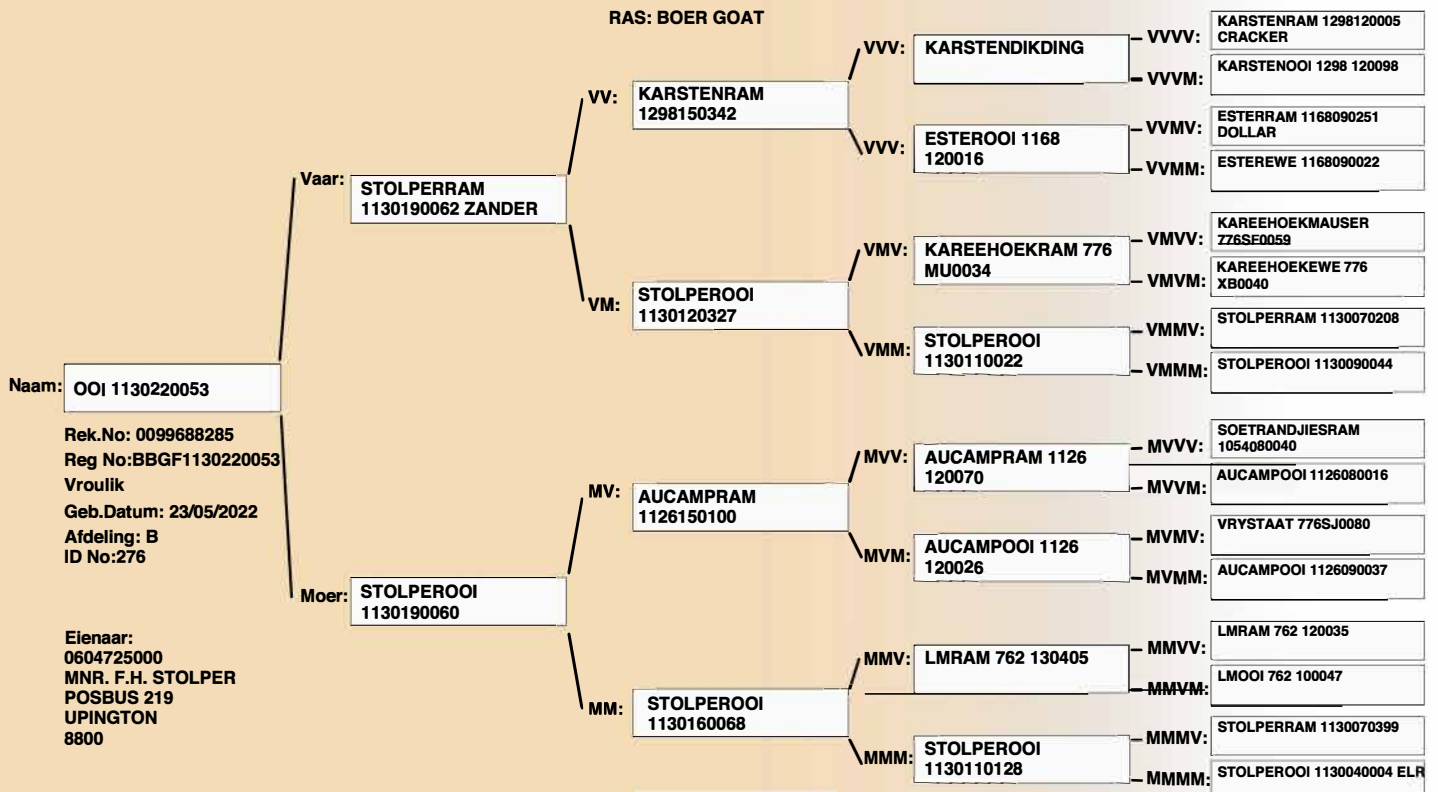 RAS: BOER GOAT
Naam:
OOI 1130220053
Rek.No: 0099688285
Reg No:BBGF1130220053
Vroulik
Geb.Datum: 23/05/2022
Afdeling: B
ID No:276
Eienaar:
0604725000
MNR. F.H. STOLPER
POSBUS 219
UPINGTON
8800
Vaar:
STOLPERRAM
1130190062 ZANDER
Moer:
STOLPEROOI
1130190060
VV:
KARSTENRAM
1298150342
VM:
STOLPEROOI
1130120327
MV:
AUCAMPRAM
1126150100
MM:
STOLPEROOI
1130160068
VVV:
KARSTENDIKDING
VVV:
ESTEROOI 1168
120016
VMV:
KAREEHOEKRAM 776
MU0034
VMM:
STOLPEROOI
1130110022
MVV:
AUCAMPRAM 1126
120070
MVM:
AUCAMPOOI 1126
120026
MMV:
LMRAM 762 130405
MMM:
STOLPEROOI
1130110128
VVVV:
KARSTENRAM 1298120005
CRACKER
VVVM:
KARSTENOOI 1298 120098
VVMV:
ESTERRAM 1168090251
DOLLAR
VVMM:
ESTEREWE 1168090022
VMVV:
KAREEHOEKMAUSER
776SF0059
VMVM:
KAREEHOEKEWE 776
XB0040
VMMV:
STOLPERRAM 1130070208
VMMM:
STOLPEROOI 1130090044
MVVV:
SOETRANDJIESRAM
1054080040
MVVM:
AUCAMPOOI 1126080016
MVMV:
VRYSTAAT 776SJ0080
MVMM:
AUCAMPOOI 1126090037
MMVV:
LMRAM 762 120035
MMVM:
LMOOI 762 100047
MMMV:
STOLPERRAM 1130070399
MMMM:
STOLPEROOI 1130040004 ELR